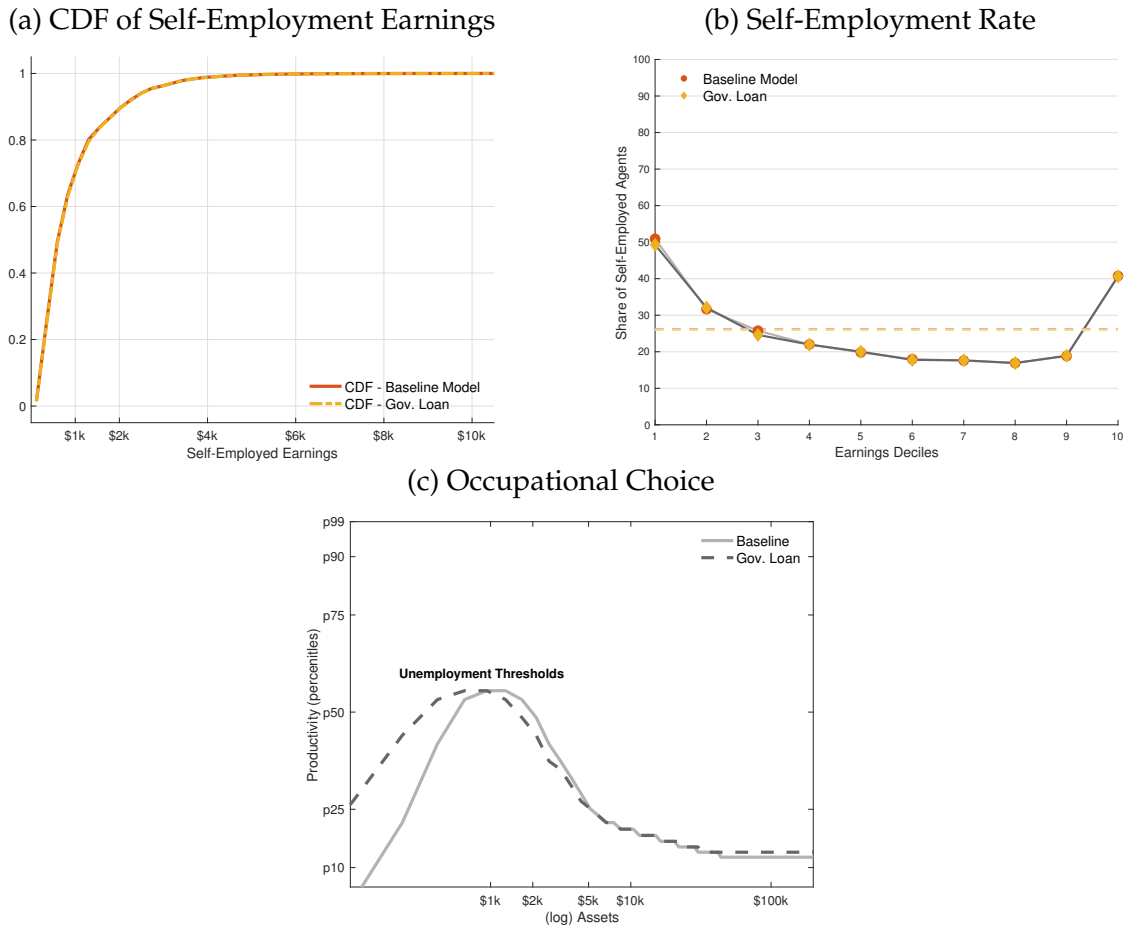 (a) CDF of Self-Employment Earnings
1
0.8
0.6
0.4
0.2
0
CDF - Baseline Model
CDF - Gov. Loan
$1k $2k $4k $6k $8k $10k
Self-Employed Earnings
(b) Self-Employment Rate
100
90
80
70
60
50
40
30
20
10
0
Share of Self-Employed Agents
Baseline Model
Gov. Loan
1 2 3 4 5 6 7 8 9 10
Earnings Deciles
(c) Occupational Choice
p99
p90
p75
p50
p25
p10
Productivity (percenitles)
Baseline
Gov. Loan
Unemployment Thresholds
$1k $2k $5k $10k $100k
(log) Assets